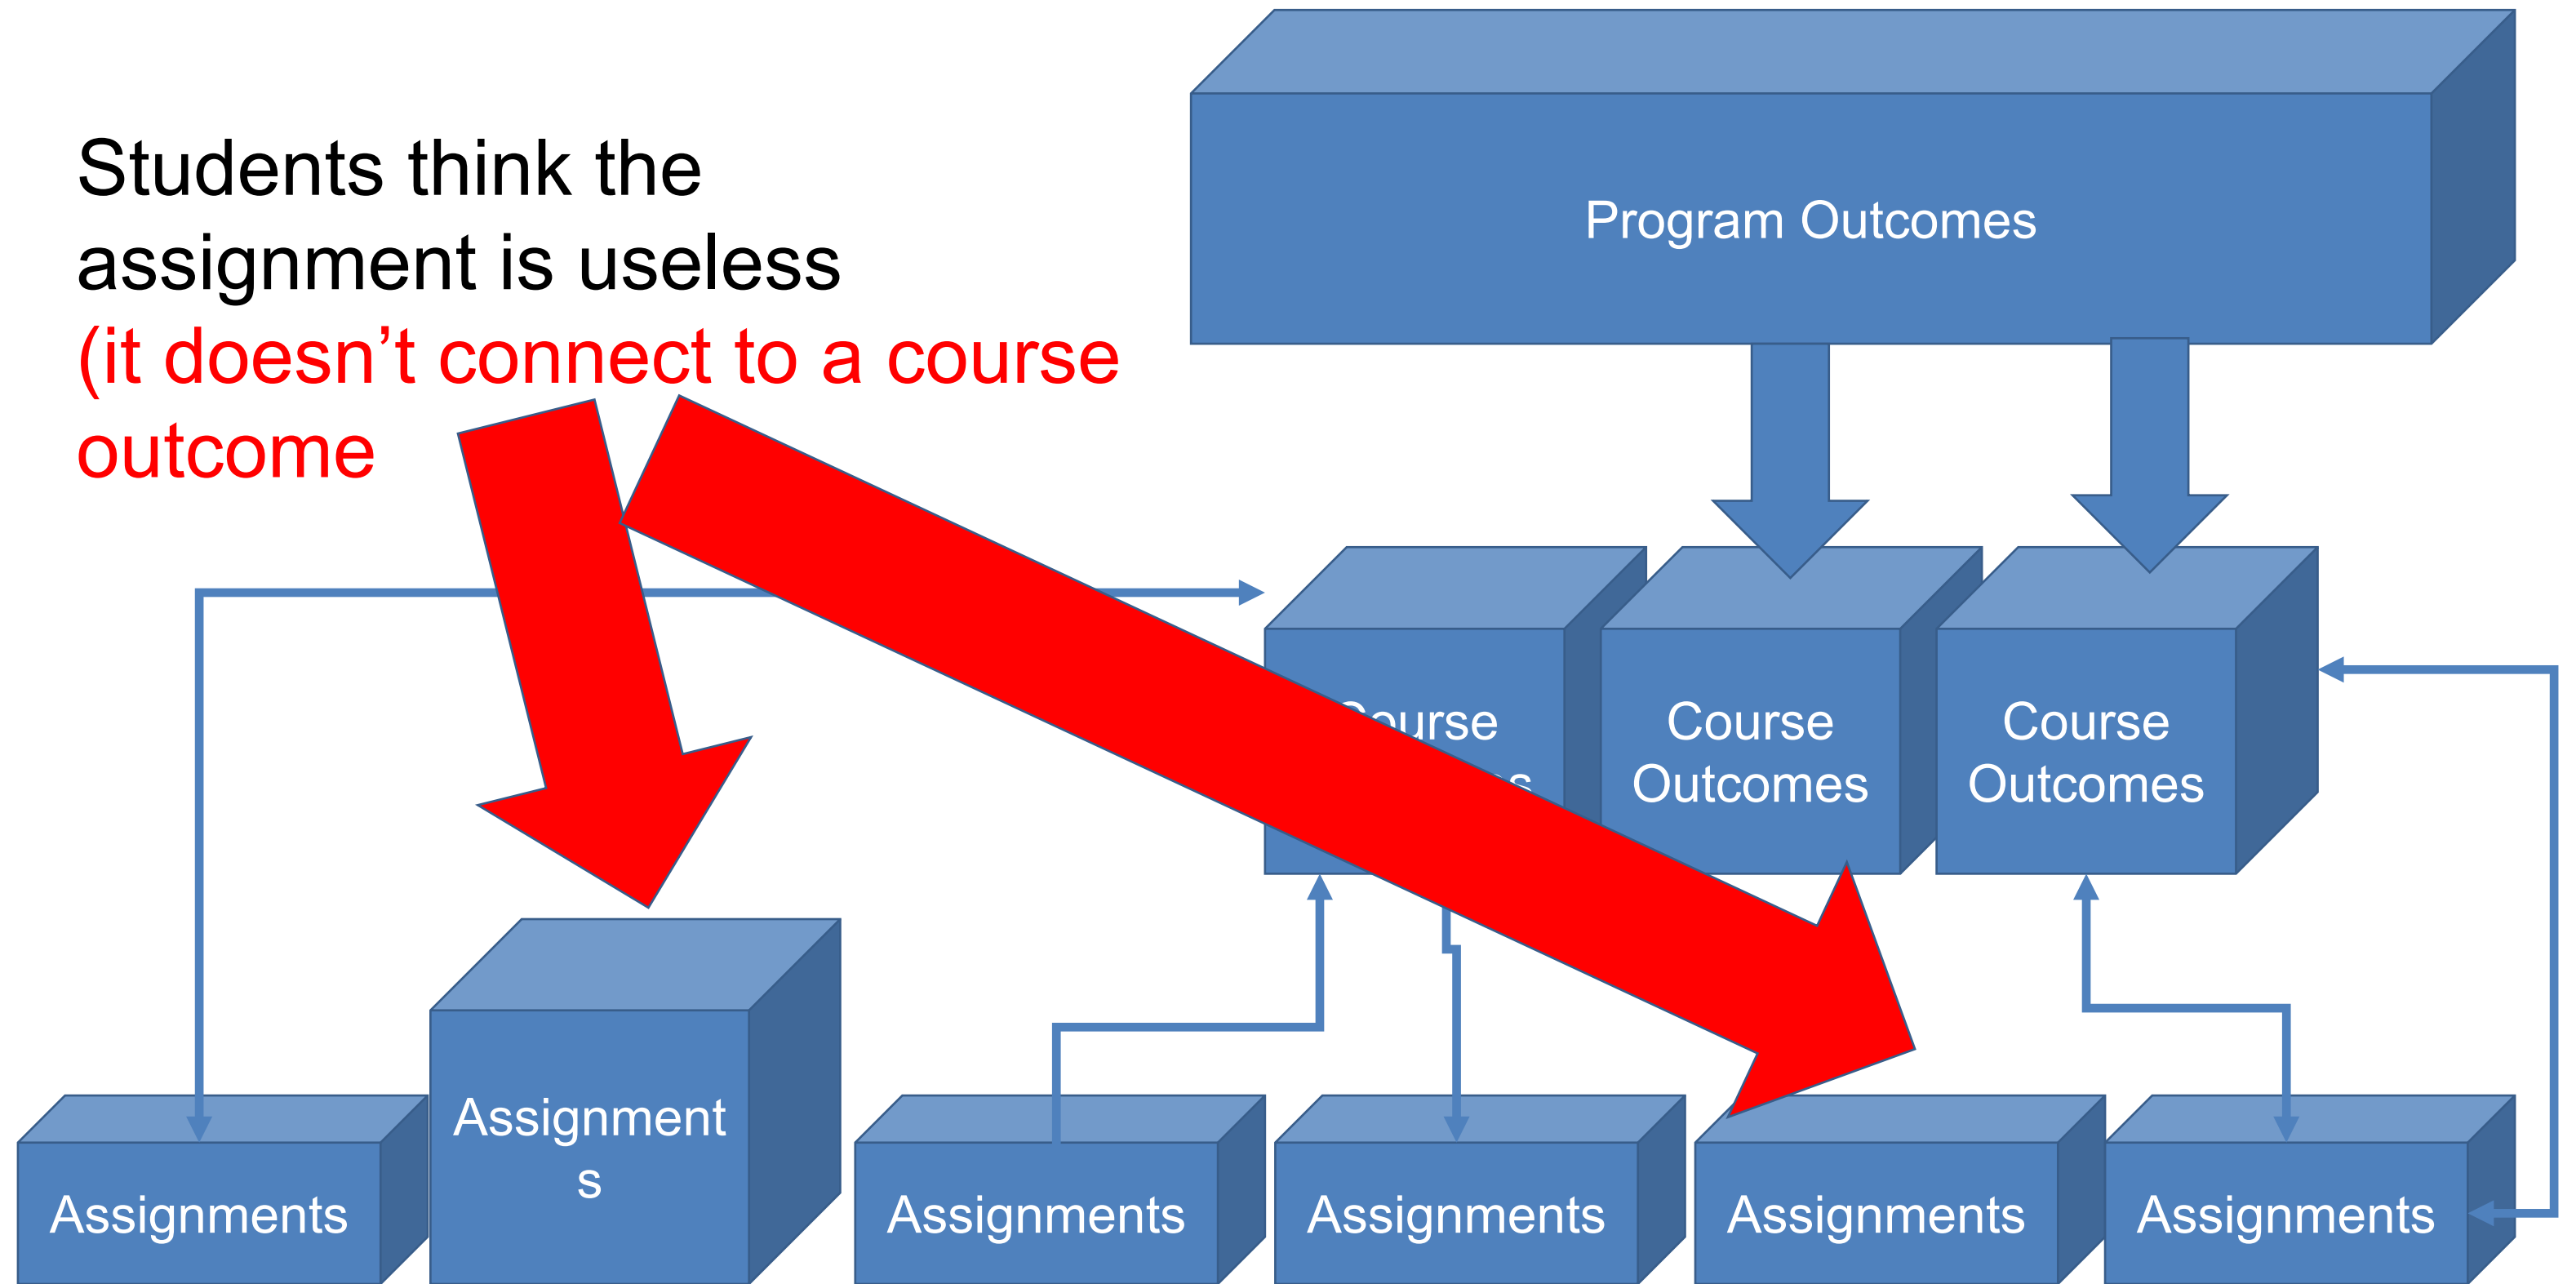 Students think the
assignment is useless
(it doesn’t connect to a course
outcome
Program Outcomes
Course
Outcomes
Course
Outcomes
Assignments
Assignment
s
Assignments
Assignments
Assignments
Assignments